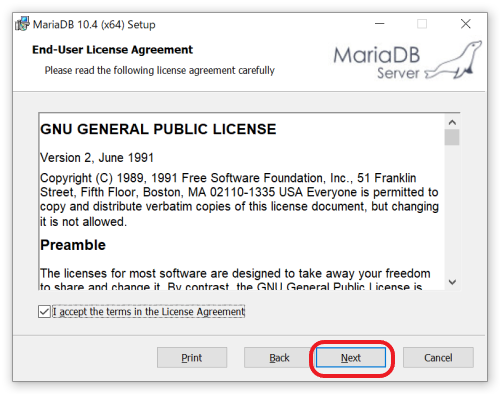 MariaDB 10.4 (x64) Setup
End-User License Agreement
Please read the following license agreement carefully
MariaDB
Server
GNU GENERAL PUBLIC LICENSE
Version 2, June 1991
Copyright (C) 1989, 1991 Free Software Foundation, Inc., 51 Franklin
Street, Fifth Floor, Boston, MA 02110-1335 USA Everyone is permitted to
copy and distribute verbatim copies of this license document, but changing
it is not allowed.
Preamble
The licenses for most software are designed to take away your freedom
to share and change it. By contrast, the GNU General Public License is
I accept the terms in the License Agreement
Print
Back
Next
Cancel